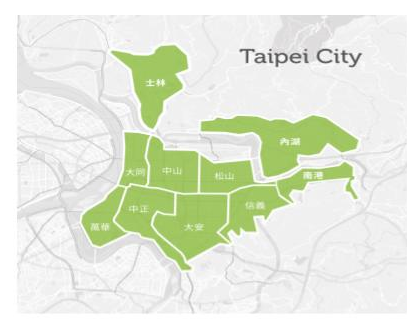 Taipei City
士林
內湖
大同
中山
松山
南港
中正
信義
萬華
大安